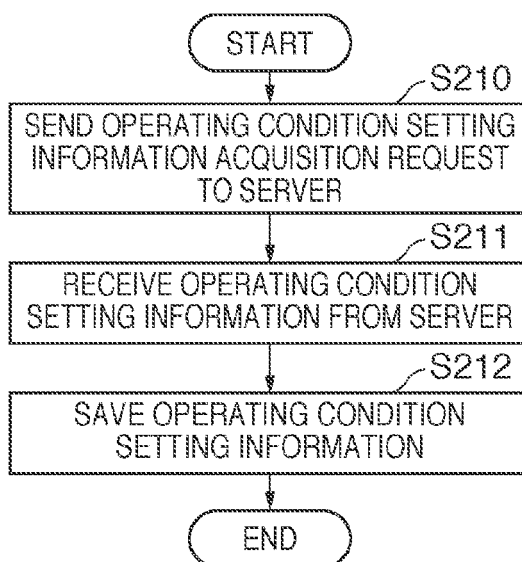 START
S210
SEND OPERATING CONDITION SETTING
INFORMATION ACQUISITION REQUEST
TO SERVER
S211
RECEIVE OPERATING CONDITION
SETTING INFORMATION FROM SERVER
S212
SAVE OPERATING CONDITION
SETTING INFORMATION
END